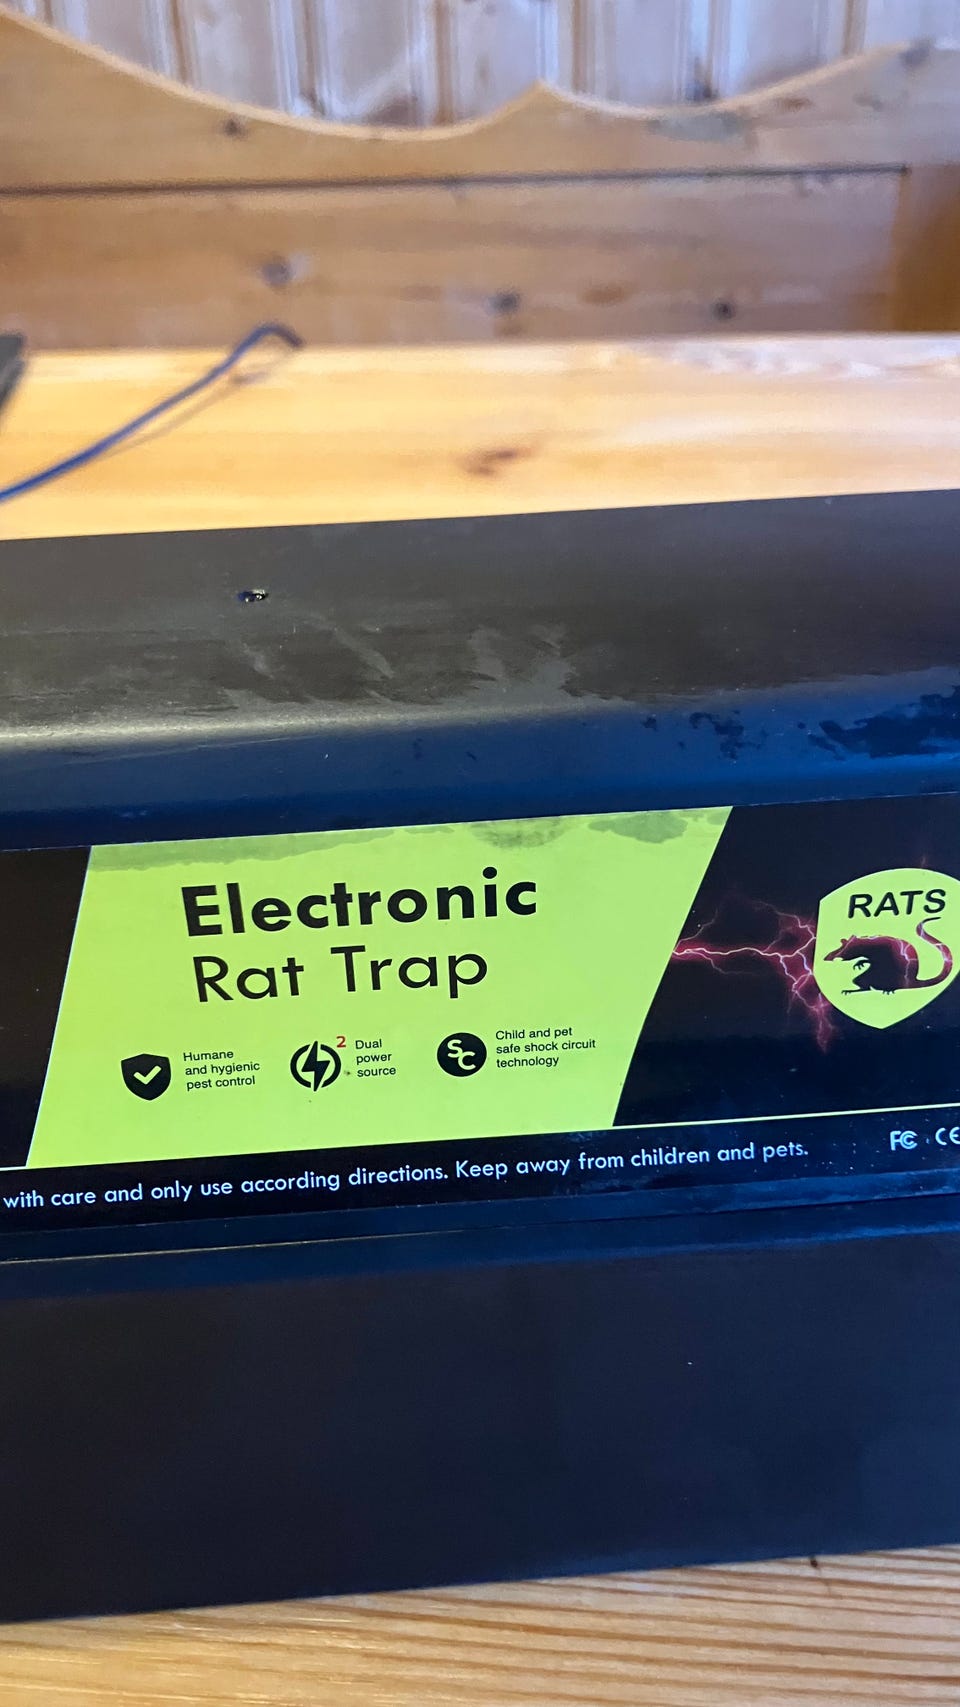 Electronic
Rat Trap
Humane
and hygienic
pest control
2
Dual
power
source
SC
Child and pet
safe shock circuit
technology
RATS
with care and only use according directions. Keep away from children and pets.
FC CE